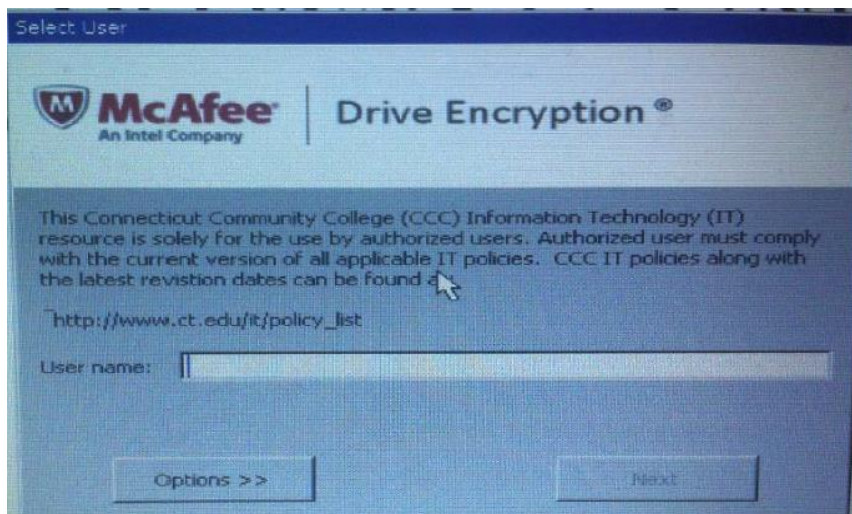 Select User
McAfee
An Intel Company
Drive Encryption ®
This Connecticut Community College (CCC) Information Technology (IT)
resource is solely for the use by authorized users. Authorized user must comply
with the current version of all applicable IT policies. CCC IT policies along with
the latest revistion dates can be found
http://www.ct.edu/it/policy_list
User name:
Options >>
Next